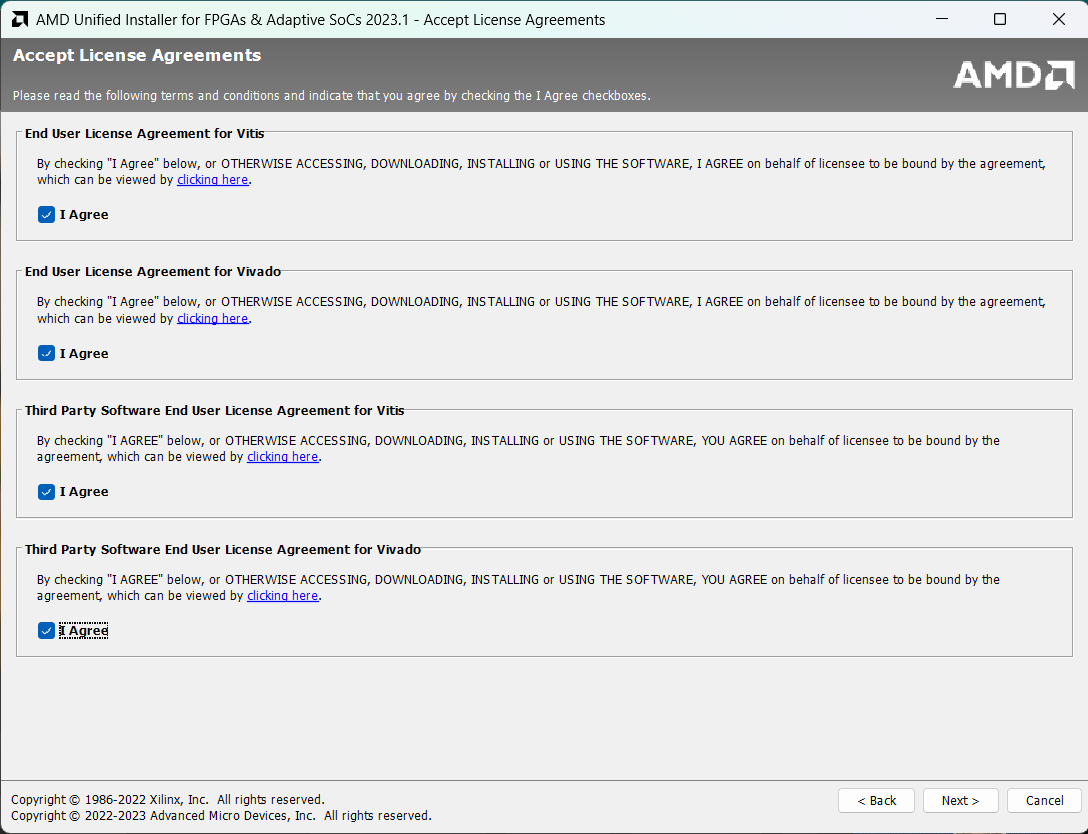 AMD Unified Installer for FPGAs & Adaptive SoCs 2023.1 - Accept License Agreements
Accept License Agreements
AMD
Please read the following terms and conditions and indicate that you agree by checking the I Agree checkboxes.
End User License Agreement for Vitis
By checking "I Agree" below, or OTHERWISE ACCESSING, DOWNLOADING, INSTALLING or USING THE SOFTWARE, I AGREE on behalf of licensee to be bound by the agreement,
which can be viewed by clicking here.
I Agree
End User License Agreement for Vivado
By checking "I Agree" below, or OTHERWISE ACCESSING, DOWNLOADING, INSTALLING or USING THE SOFTWARE, I AGREE on behalf of licensee to be bound by the agreement,
which can be viewed by clicking here.
I Agree
Third Party Software End User License Agreement for Vitis
By checking "I AGREE" below, or OTHERWISE ACCESSING, DOWNLOADING, INSTALLING or USING THE SOFTWARE, YOU AGREE on behalf of licensee to be bound by the
agreement, which can be viewed by clicking here.
I Agree
Third Party Software End User License Agreement for Vivado
By checking "I AGREE" below, or OTHERWISE ACCESSING, DOWNLOADING, INSTALLING or USING THE SOFTWARE, YOU AGREE on behalf of licensee to be bound by the
agreement, which can be viewed by clicking here.
I Agree
Copyright © 1986-2022 Xilinx, Inc.  All rights reserved.
Copyright © 2022-2023 Advanced Micro Devices, Inc.  All rights reserved.
< Back
Next >
Cancel